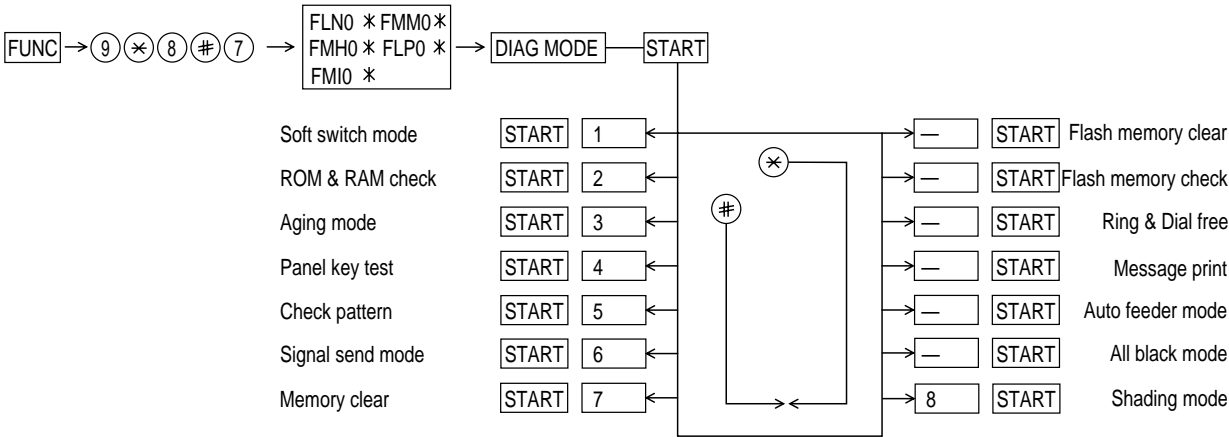 FUNC 9 * 8 # 7 FLN0 * FMM0 * DIAG MODE START
FMH0 * FLP0 *
FMI0 *
Soft switch mode START 1 — START Flash memory clear
*
ROM & RAM check START 2 — START Flash memory check
#
Aging mode START 3 — START Ring & Dial free
Panel key test START 4 — START Message print
Check pattern START 5 — START Auto feeder mode
Signal send mode START 6 — START All black mode
Memory clear START 7 8 START Shading mode